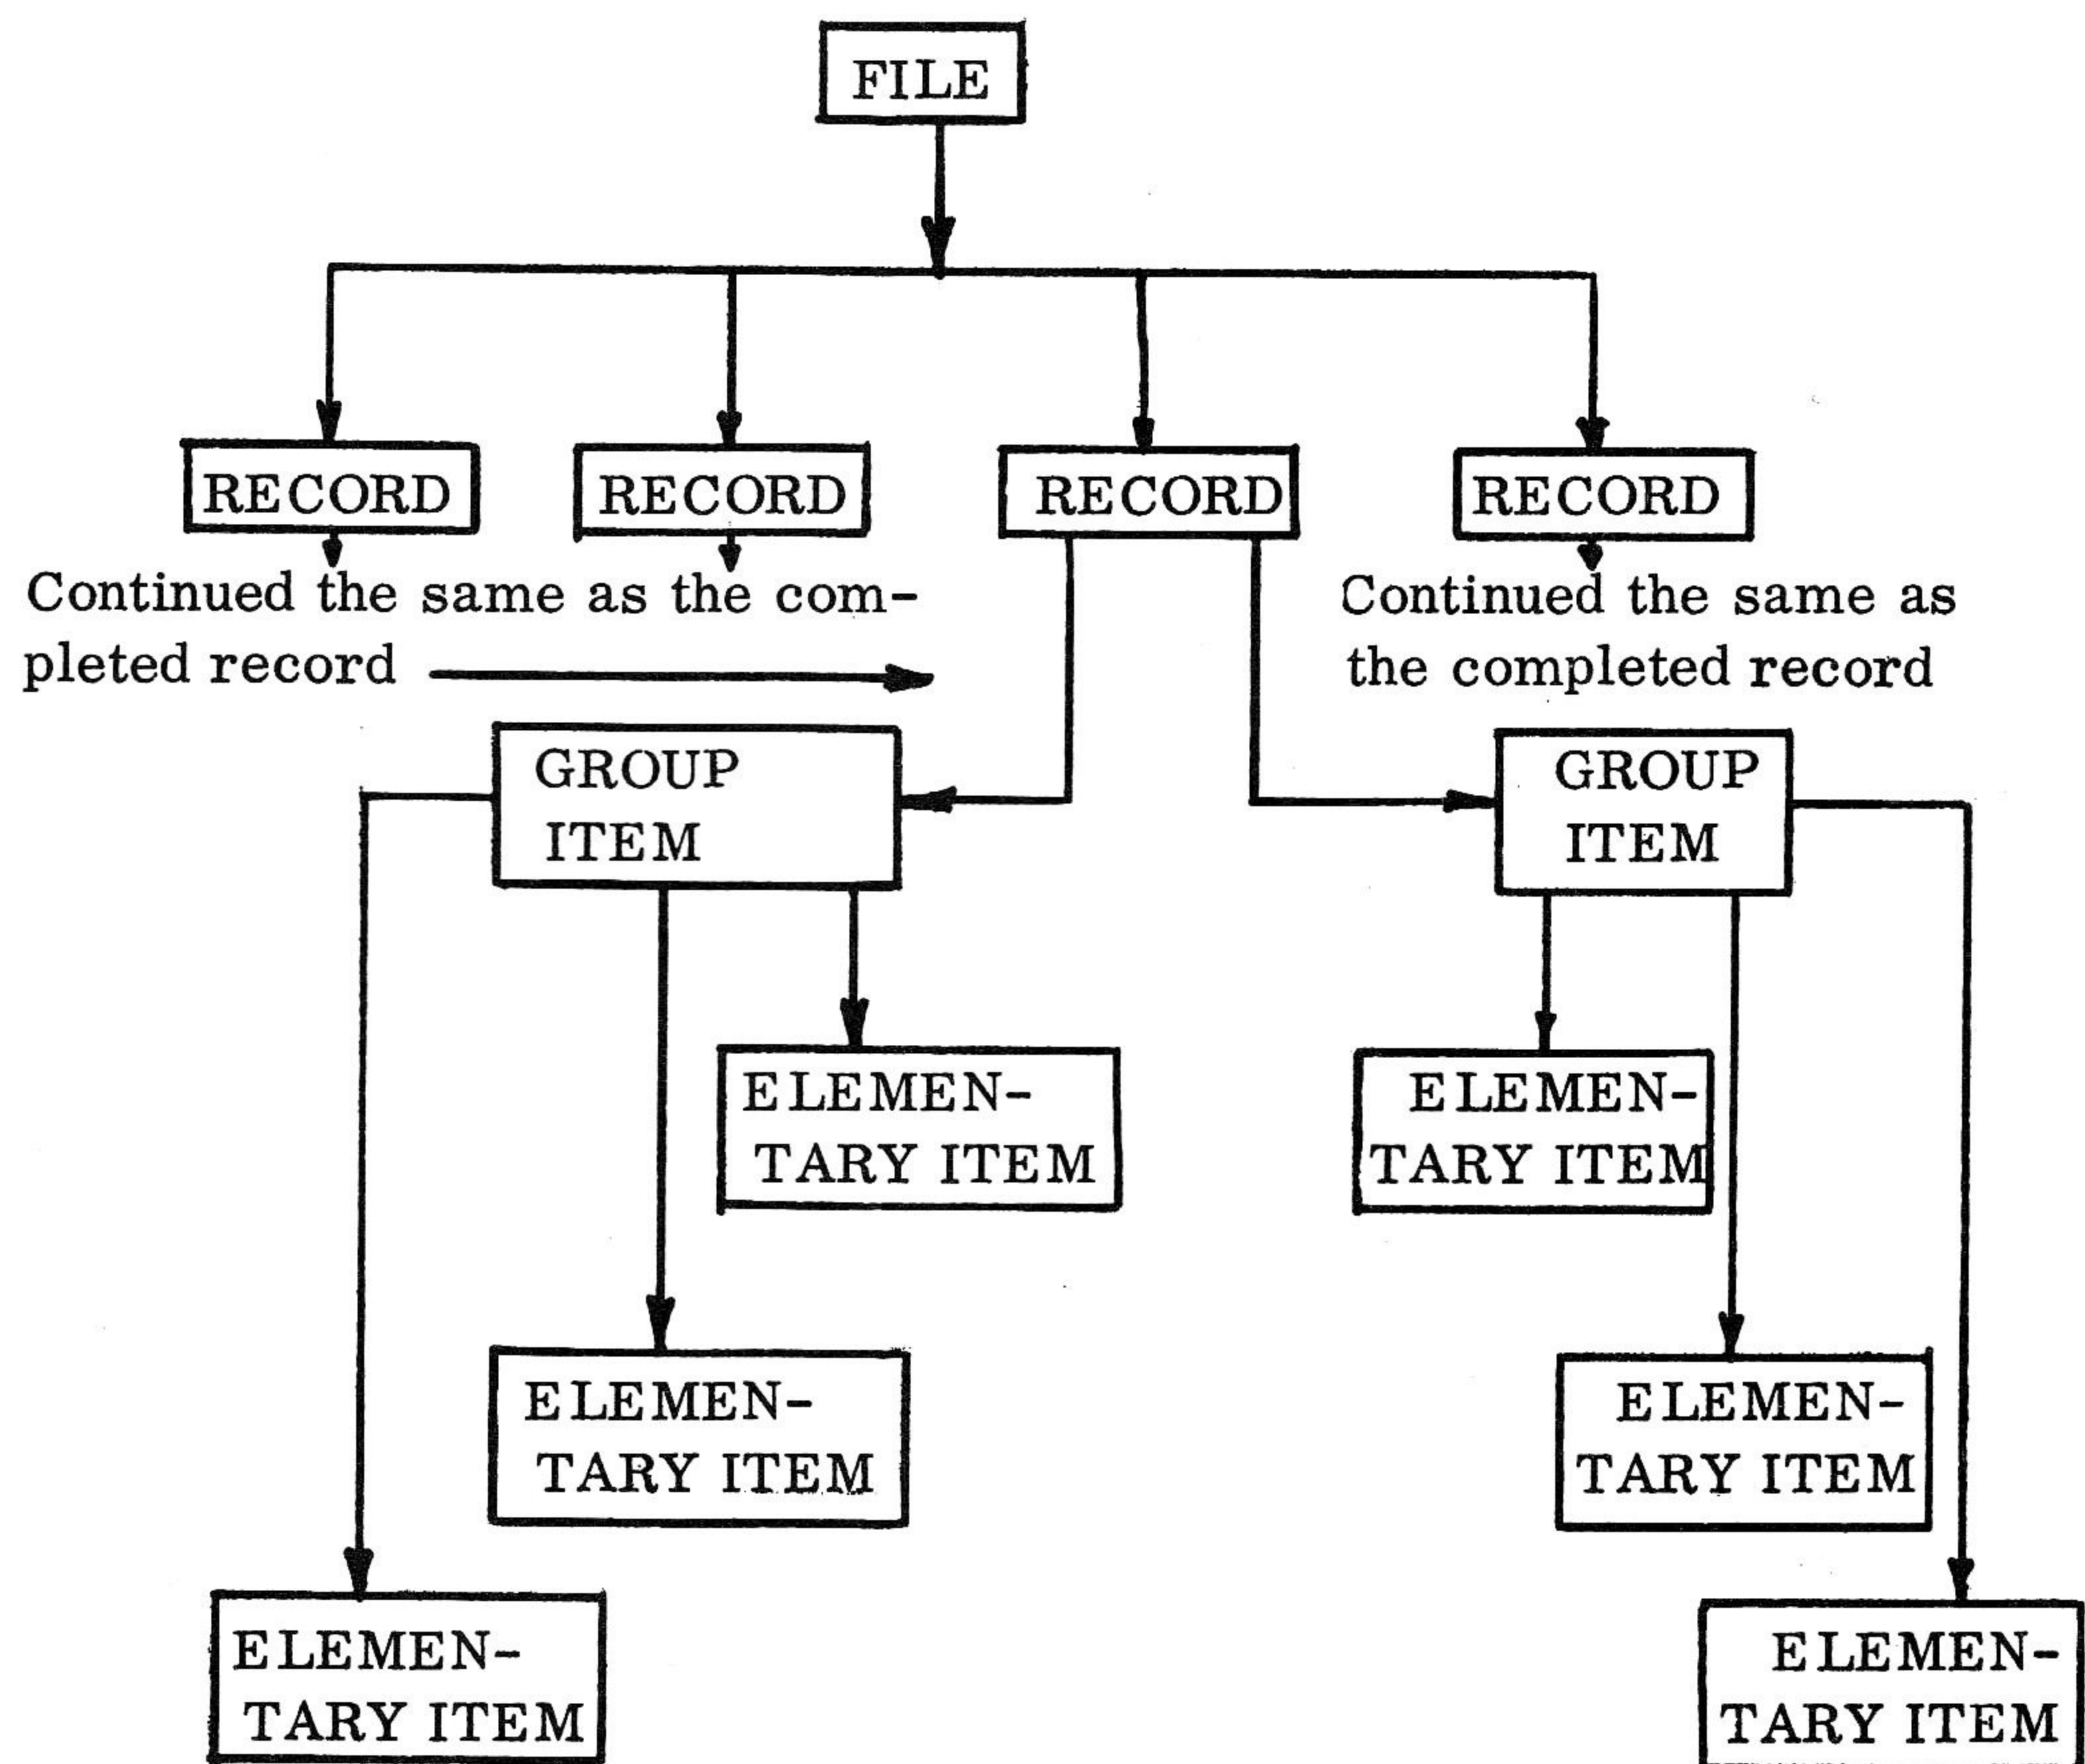 FILE
RECORD
RECORD
RECORD
RECORD
Continued the same as the com-
pleted record
Continued the same as
the completed record
GROUP
ITEM
GROUP
ITEM
ELEMEN-
TARY ITEM
ELEMEN-
TARY ITEM
ELEMEN-
TARY ITEM
ELEMEN-
TARY ITEM
ELEMEN-
TARY ITEM
ELEMEN-
TARY ITEM